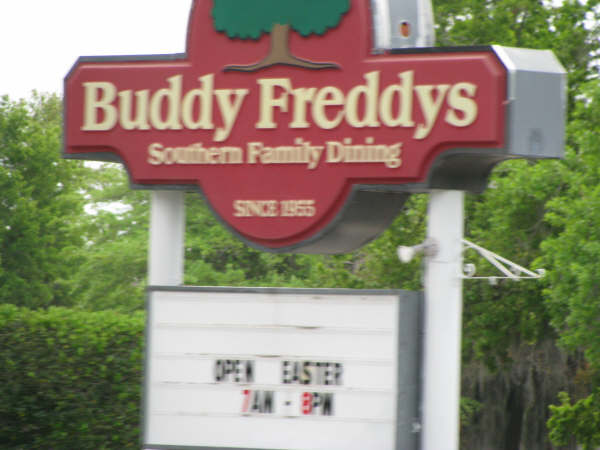 Buddy Freddys
Southern Family Dining
SINCE 1955
OPEN EASTER
7AM - 8PM